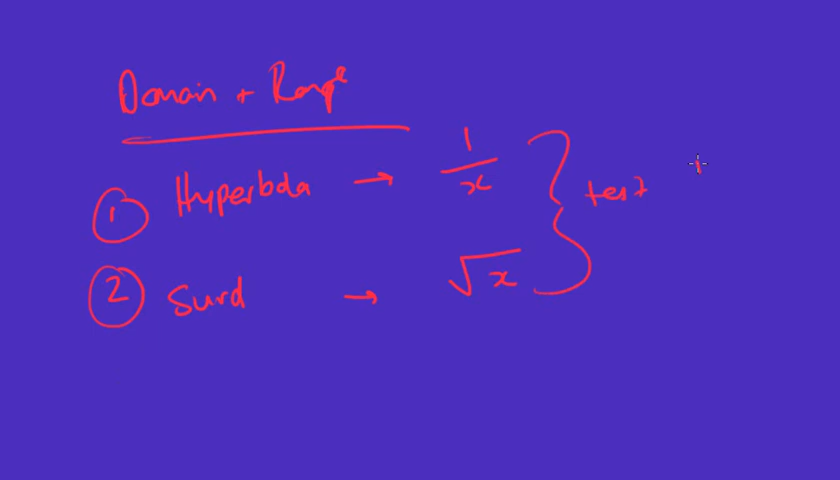 Domain + Range
① Hyperbola → 1/x
② Surd → √x
test